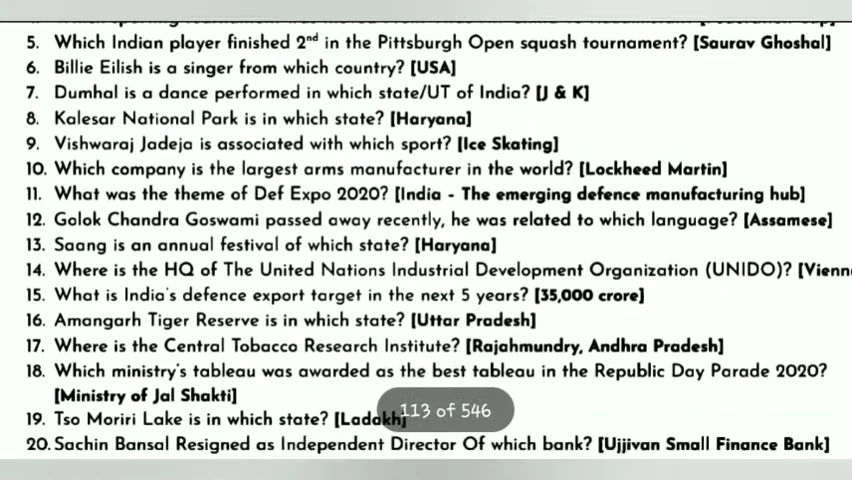 5. Which Indian player finished 2nd in the Pittsburgh Open squash tournament? [Saurav Ghoshal]
6. Billie Eilish is a singer from which country? [USA]
7. Dumhal is a dance performed in which state/UT of India? [J & K]
8. Kalesar National Park is in which state? [Haryana]
9. Vishwaraj Jadeja is associated with which sport? [Ice Skating]
10. Which company is the largest arms manufacturer in the world? [Lockheed Martin]
11. What was the theme of Def Expo 2020? [India - The emerging defence manufacturing hub]
12. Golok Chandra Goswami passed away recently, he was related to which language? [Assamese]
13. Saang is an annual festival of which state? [Haryana]
14. Where is the HQ of The United Nations Industrial Development Organization (UNIDO)? [Vienn
15. What is India's defence export target in the next 5 years? [35,000 crore]
16. Amangarh Tiger Reserve is in which state? [Uttar Pradesh]
17. Where is the Central Tobacco Research Institute? [Rajahmundry, Andhra Pradesh]
18. Which ministry's tableau was awarded as the best tableau in the Republic Day Parade 2020?
[Ministry of Jal Shakti]
19. Tso Moriri Lake is in which state? [Ladakh]
113 of 546
20. Sachin Bansal Resigned as Independent Director Of which bank? [Ujjivan Small Finance Bank]